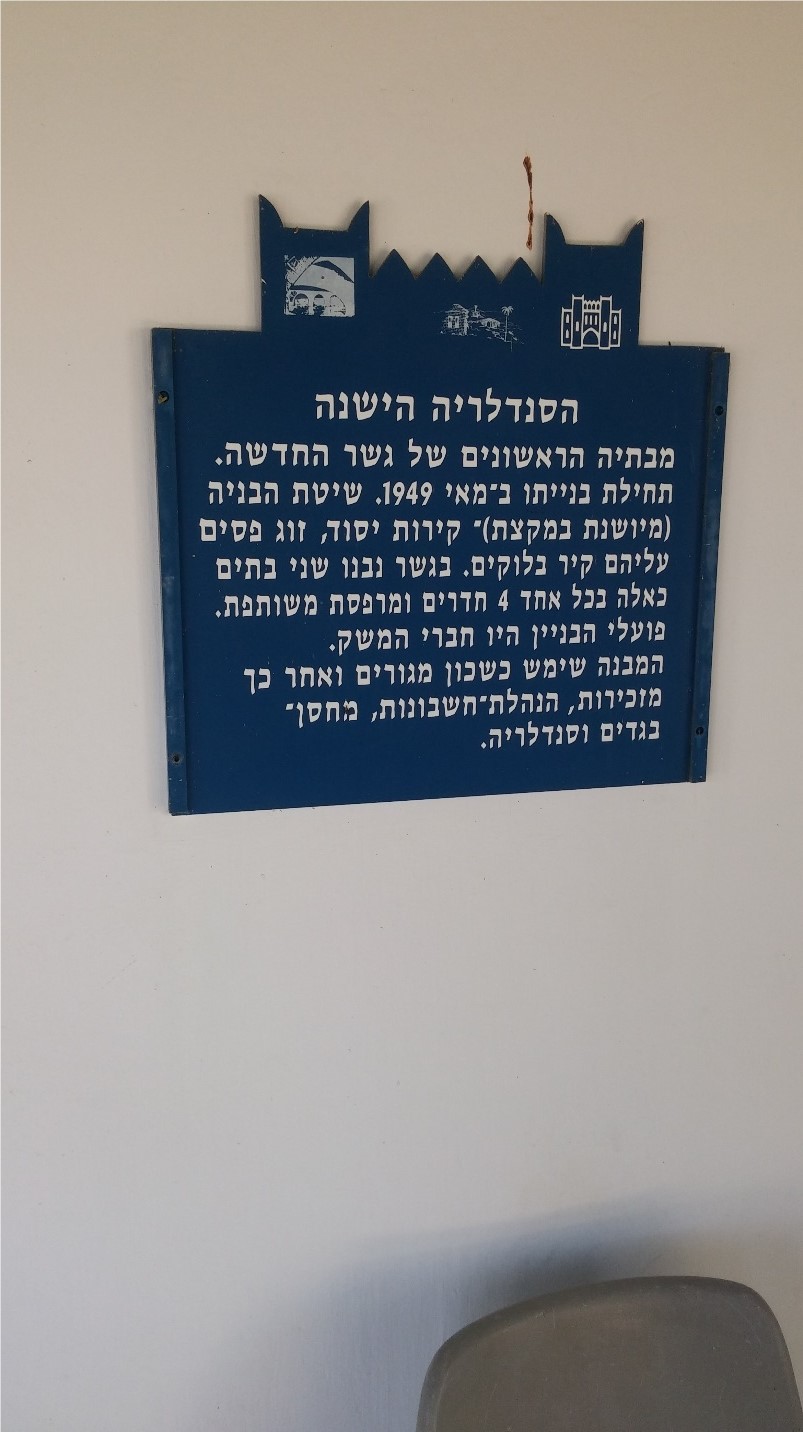 הסנדלריה הישנה
מבתיה הראשונים של גשר החדשה.
תחילת בנייתו ב־מאי 1949. שיטת הבניה
(מיושנת במקצת)־ קירות יסוד, זוג פסים
עליהם קיר בלוקים. בגשר נבנו שני בתים
כאלה בכל אחד 4 חדרים ומרפסת משותפת.
פועלי הבניין היו חברי המשק.
המבנה שימש כשכון מגורים ואחר כך
מזכירות, הנהלת־חשבונות, מחסן־
בגדים וסנדלריה.